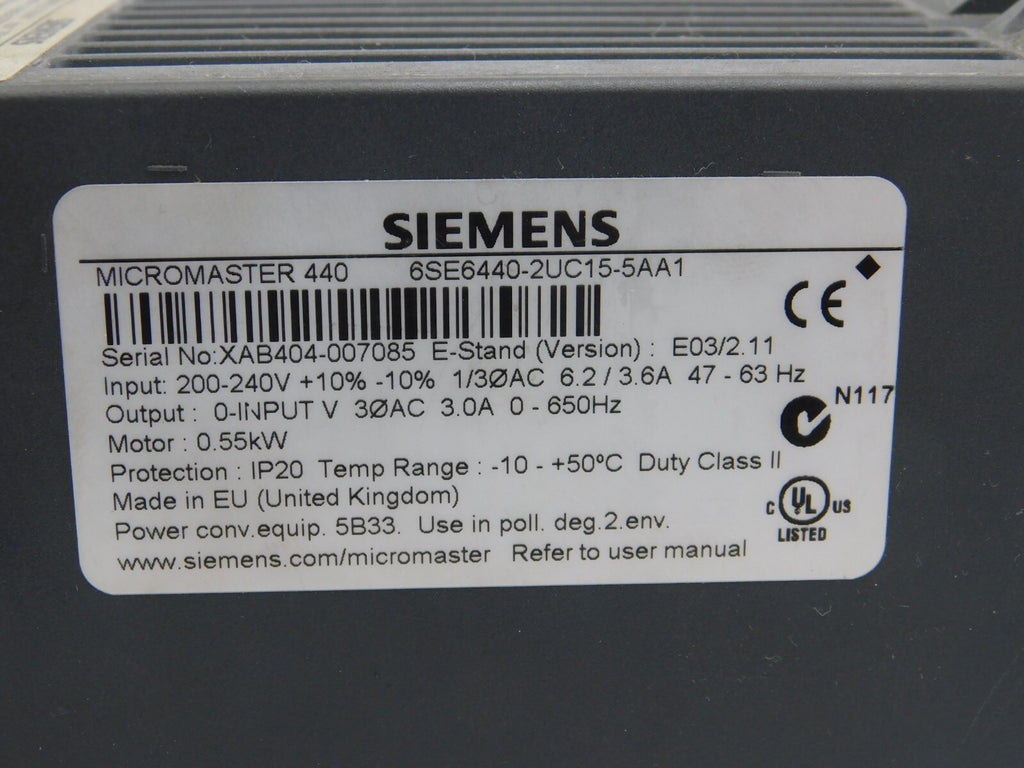 SIEMENS
MICROMASTER 440 6SE6440-2UC15-5AA1
CE
Serial No:XAB404-007085 E-Stand (Version) : E03/2.11
Input: 200-240V +10% -10% 1/3ØAC 6.2 / 3.6A 47 - 63 Hz
N117
Output : 0-INPUT V 3ØAC 3.0A 0 - 650Hz
Motor : 0.55kW
Protection : IP20 Temp Range : -10 - +50ºC Duty Class II
Made in EU (United Kingdom)
C UL US
LISTED
Power conv.equip. 5B33. Use in poll. deg.2.env.
www.siemens.com/micromaster Refer to user manual